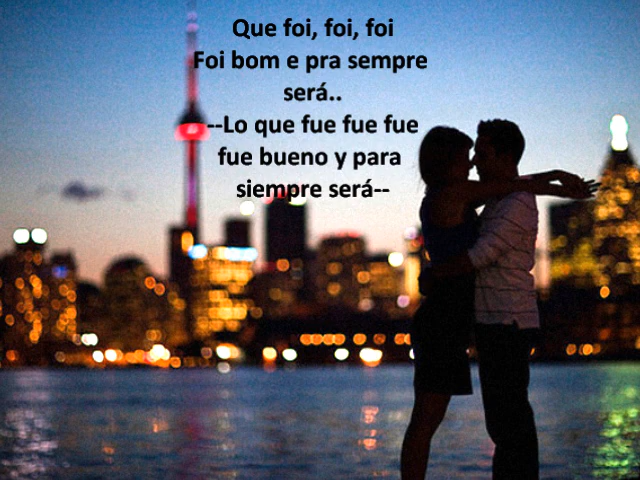 Que foi, foi, foi
Foi bom e pra sempre
será..
--Lo que fue fue fue
fue bueno y para
siempre será--